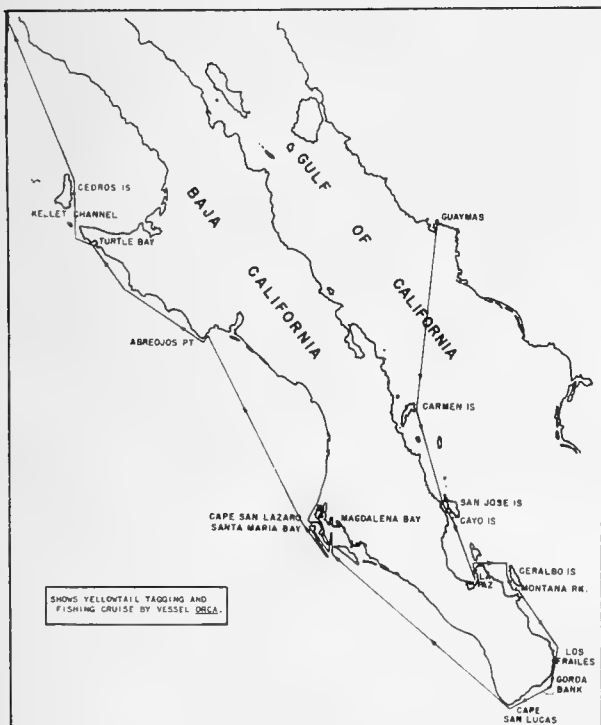 CEDROS IS
KELLET CHANNEL
TURTLE BAY
ABREOJOS PT
BAJA
CALIFORNIA
GULF
OF
CALIFORNIA
GUAYMAS
CARMEN IS
SAN JOSE IS
CAYO IS
CAPE SAN LAZARO
SANTA MARIA BAY
MAGDALENA BAY
LA
PAZ
CERALBO IS
MONTANA RK.
LOS
FRAILES
GORDA
BANK
CAPE
SAN LUCAS
SHOWS YELLOWTAIL TAGGING AND
FISHING CRUISE BY VESSEL ORCA.